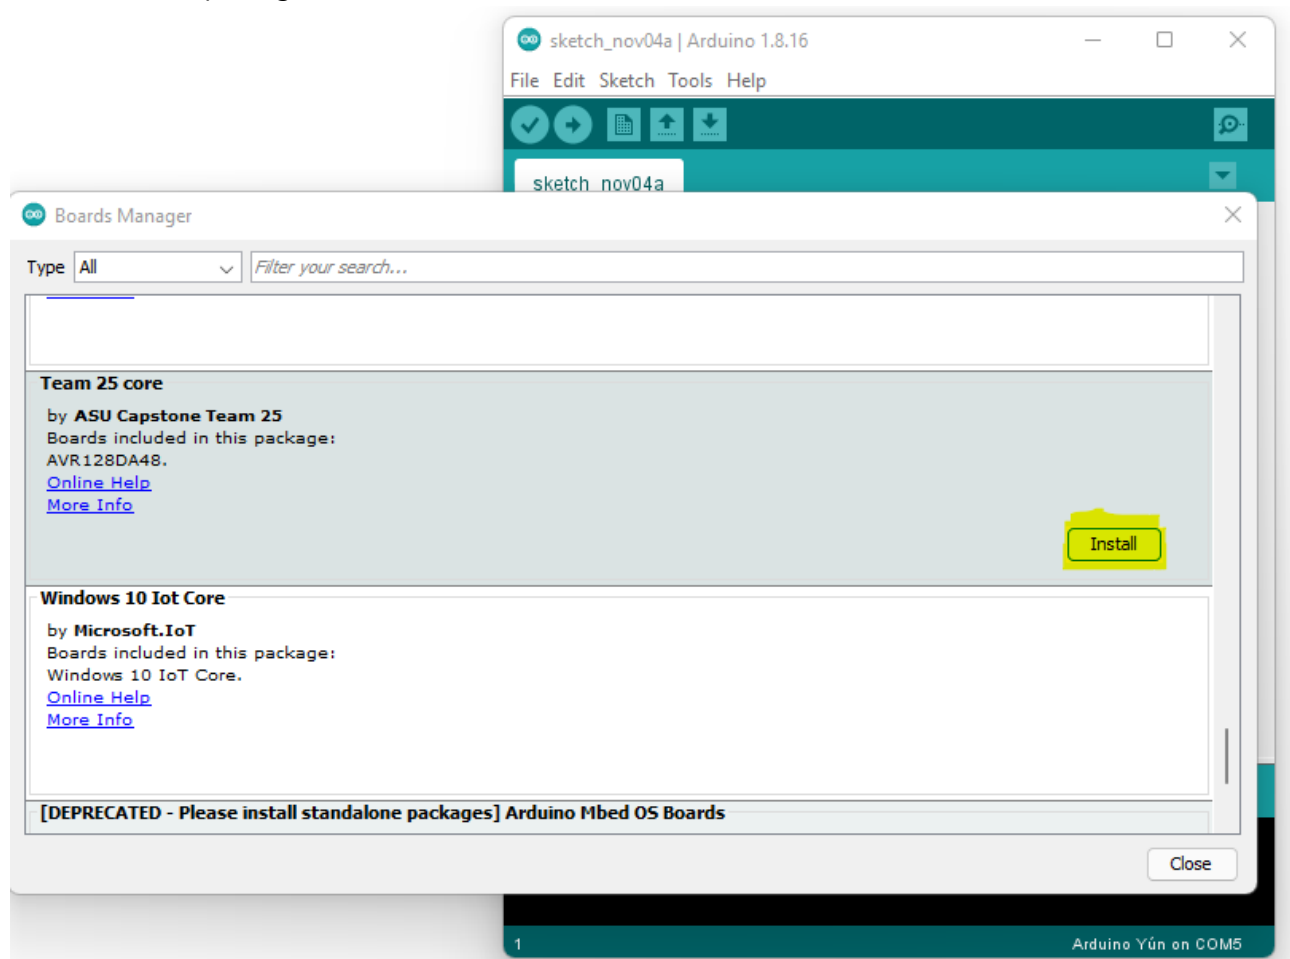 sketch_nov04a | Arduino 1.8.16
File Edit Sketch Tools Help
sketch_nov04a
Boards Manager
Type All Filter your search...
Team 25 core
by ASU Capstone Team 25
Boards included in this package:
AVR128DA48.
Online Help
More Info
Install
Windows 10 Iot Core
by Microsoft.IoT
Boards included in this package:
Windows 10 IoT Core.
Online Help
More Info
[DEPRECATED - Please install standalone packages] Arduino Mbed OS Boards
Close
1 Arduino Yún on COM5